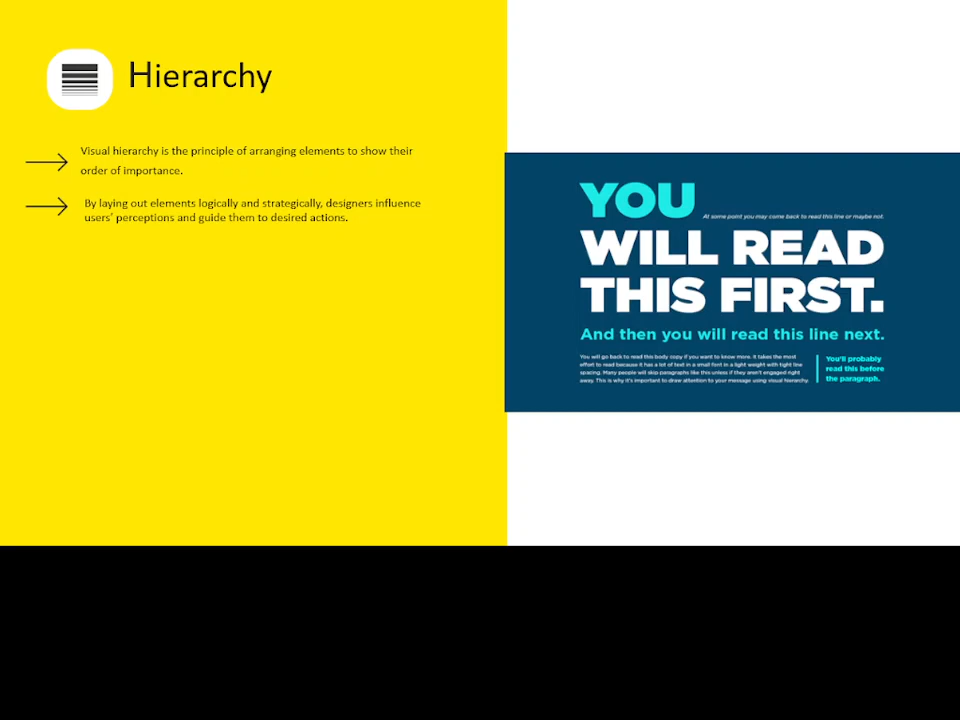 Hierarchy
Visual hierarchy is the principle of arranging elements to show their
order of importance.
By laying out elements logically and strategically, designers influence
users' perceptions and guide them to desired actions.
YOU
At some point you may come back to read this line or maybe not.
WILL READ
THIS FIRST.
And then you will read this line next.
You will go back to read this body copy if you want to know more. It takes the most
effort to read because it has a lot of text in a small font in a light weight with tight line
spacing. Many people will skip paragraphs like this unless if they aren't engaged right
away. This is why it's important to draw attention to your message using visual hierarchy.
You'll probably
read this before
the paragraph.